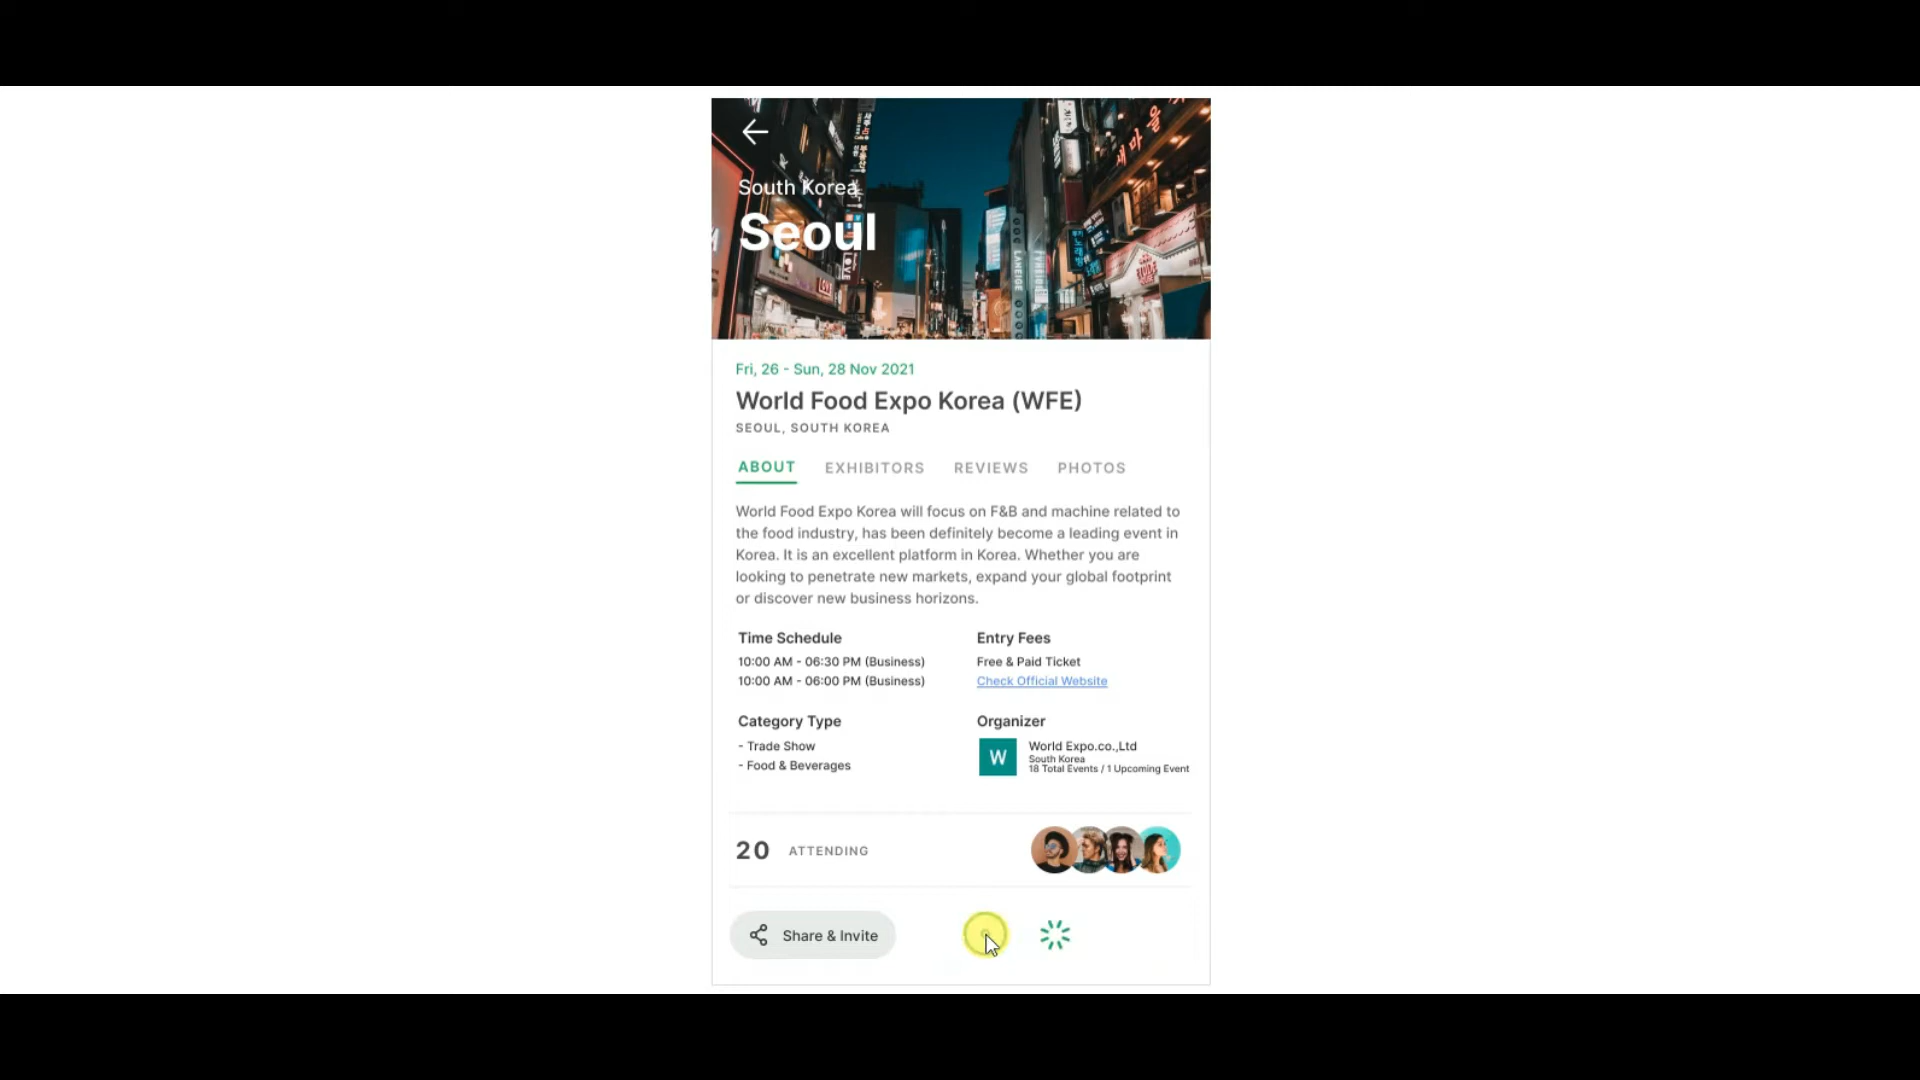 South Korea
Seoul
새마을
LOVE
LANEIGE
ETUDE
Fri, 26 - Sun, 28 Nov 2021
World Food Expo Korea (WFE)
SEOUL, SOUTH KOREA
ABOUT EXHIBITORS REVIEWS PHOTOS
World Food Expo Korea will focus on F&B and machine related to
the food industry, has been definitely become a leading event in
Korea. It is an excellent platform in Korea. Whether you are
looking to penetrate new markets, expand your global footprint
or discover new business horizons.
Time Schedule
10:00 AM - 06:30 PM (Business)
10:00 AM - 06:00 PM (Business)
Entry Fees
Free & Paid Ticket
Check Official Website
Category Type
- Trade Show
- Food & Beverages
Organizer
W
World Expo.co.,Ltd
South Korea
18 Total Events / 1 Upcoming Event
20 ATTENDING
Share & Invite